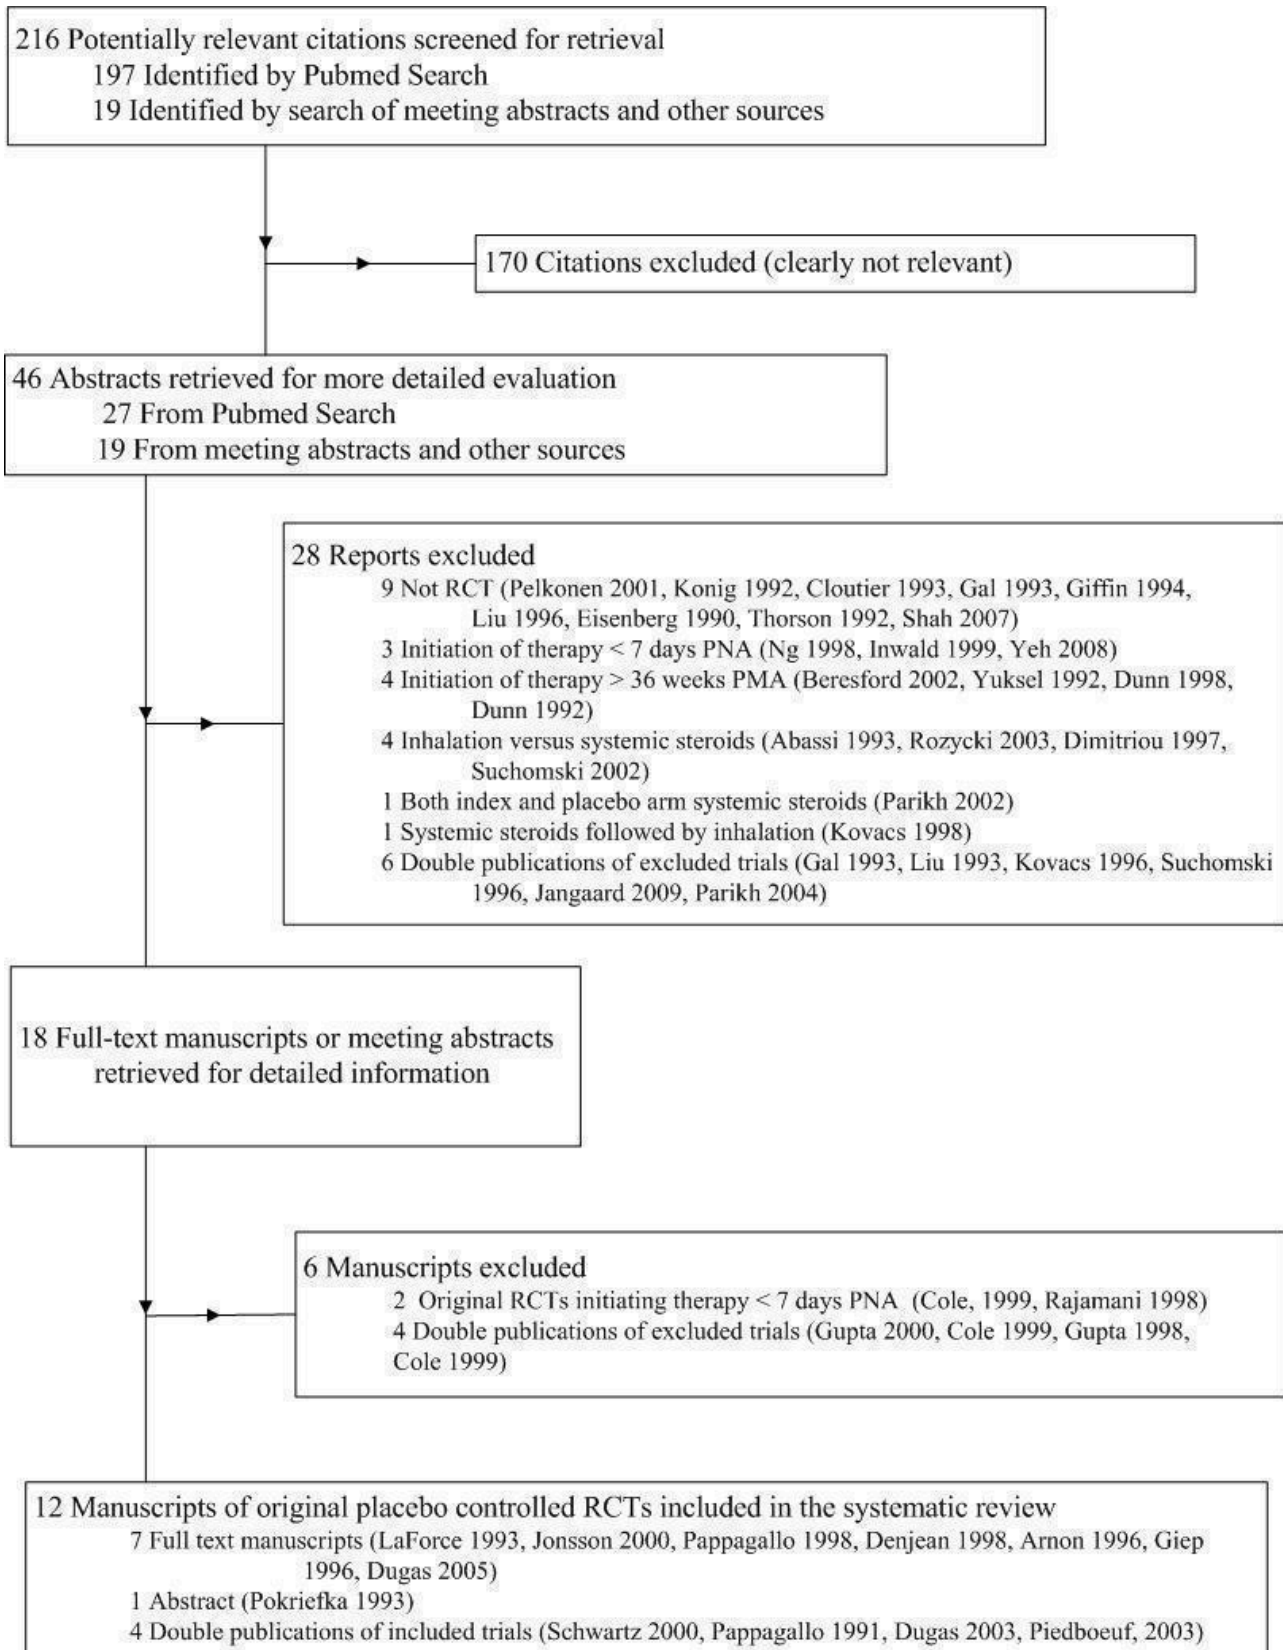 216 Potentially relevant citations screened for retrieval
197 Identified by Pubmed Search
19 Identified by search of meeting abstracts and other sources
170 Citations excluded (clearly not relevant)
46 Abstracts retrieved for more detailed evaluation
27 From Pubmed Search
19 From meeting abstracts and other sources
28 Reports excluded
9 Not RCT (Pelkonen 2001, Konig 1992, Cloutier 1993, Gal 1993, Giffin 1994,
Liu 1996, Eisenberg 1990, Thorson 1992, Shah 2007)
3 Initiation of therapy < 7 days PNA (Ng 1998, Inwald 1999, Yeh 2008)
4 Initiation of therapy > 36 weeks PMA (Beresford 2002, Yuksel 1992, Dunn 1998,
Dunn 1992)
4 Inhalation versus systemic steroids (Abassi 1993, Rozycki 2003, Dimitriou 1997,
Suchomski 2002)
1 Both index and placebo arm systemic steroids (Parikh 2002)
1 Systemic steroids followed by inhalation (Kovacs 1998)
6 Double publications of excluded trials (Gal 1993, Liu 1993, Kovacs 1996, Suchomski
1996, Jangaard 2009, Parikh 2004)
18 Full-text manuscripts or meeting abstracts
retrieved for detailed information
6 Manuscripts excluded
2 Original RCTs initiating therapy < 7 days PNA (Cole, 1999, Rajamani 1998)
4 Double publications of excluded trials (Gupta 2000, Cole 1999, Gupta 1998,
Cole 1999)
12 Manuscripts of original placebo controlled RCTs included in the systematic review
7 Full text manuscripts (LaForce 1993, Jonsson 2000, Pappagallo 1998, Denjean 1998, Arnon 1996, Giep
1996, Dugas 2005)
1 Abstract (Pokriefka 1993)
4 Double publications of included trials (Schwartz 2000, Pappagallo 1991, Dugas 2003, Piedboeuf, 2003)